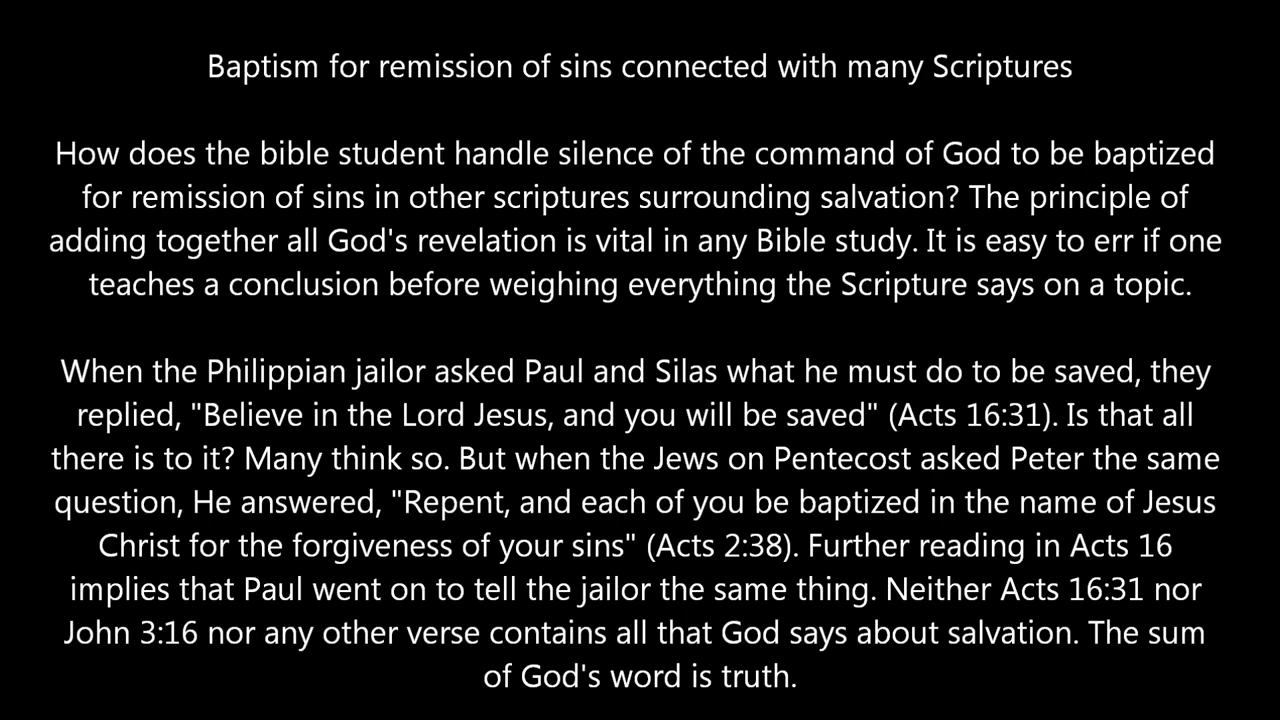 Baptism for remission of sins connected with many Scriptures
How does the bible student handle silence of the command of God to be baptized
for remission of sins in other scriptures surrounding salvation? The principle of
adding together all God's revelation is vital in any Bible study. It is easy to err if one
teaches a conclusion before weighing everything the Scripture says on a topic.
When the Philippian jailor asked Paul and Silas what he must do to be saved, they
replied, "Believe in the Lord Jesus, and you will be saved" (Acts 16:31). Is that all
there is to it? Many think so. But when the Jews on Pentecost asked Peter the same
question, He answered, "Repent, and each of you be baptized in the name of Jesus
Christ for the forgiveness of your sins" (Acts 2:38). Further reading in Acts 16
implies that Paul went on to tell the jailor the same thing. Neither Acts 16:31 nor
John 3:16 nor any other verse contains all that God says about salvation. The sum
of God's word is truth.